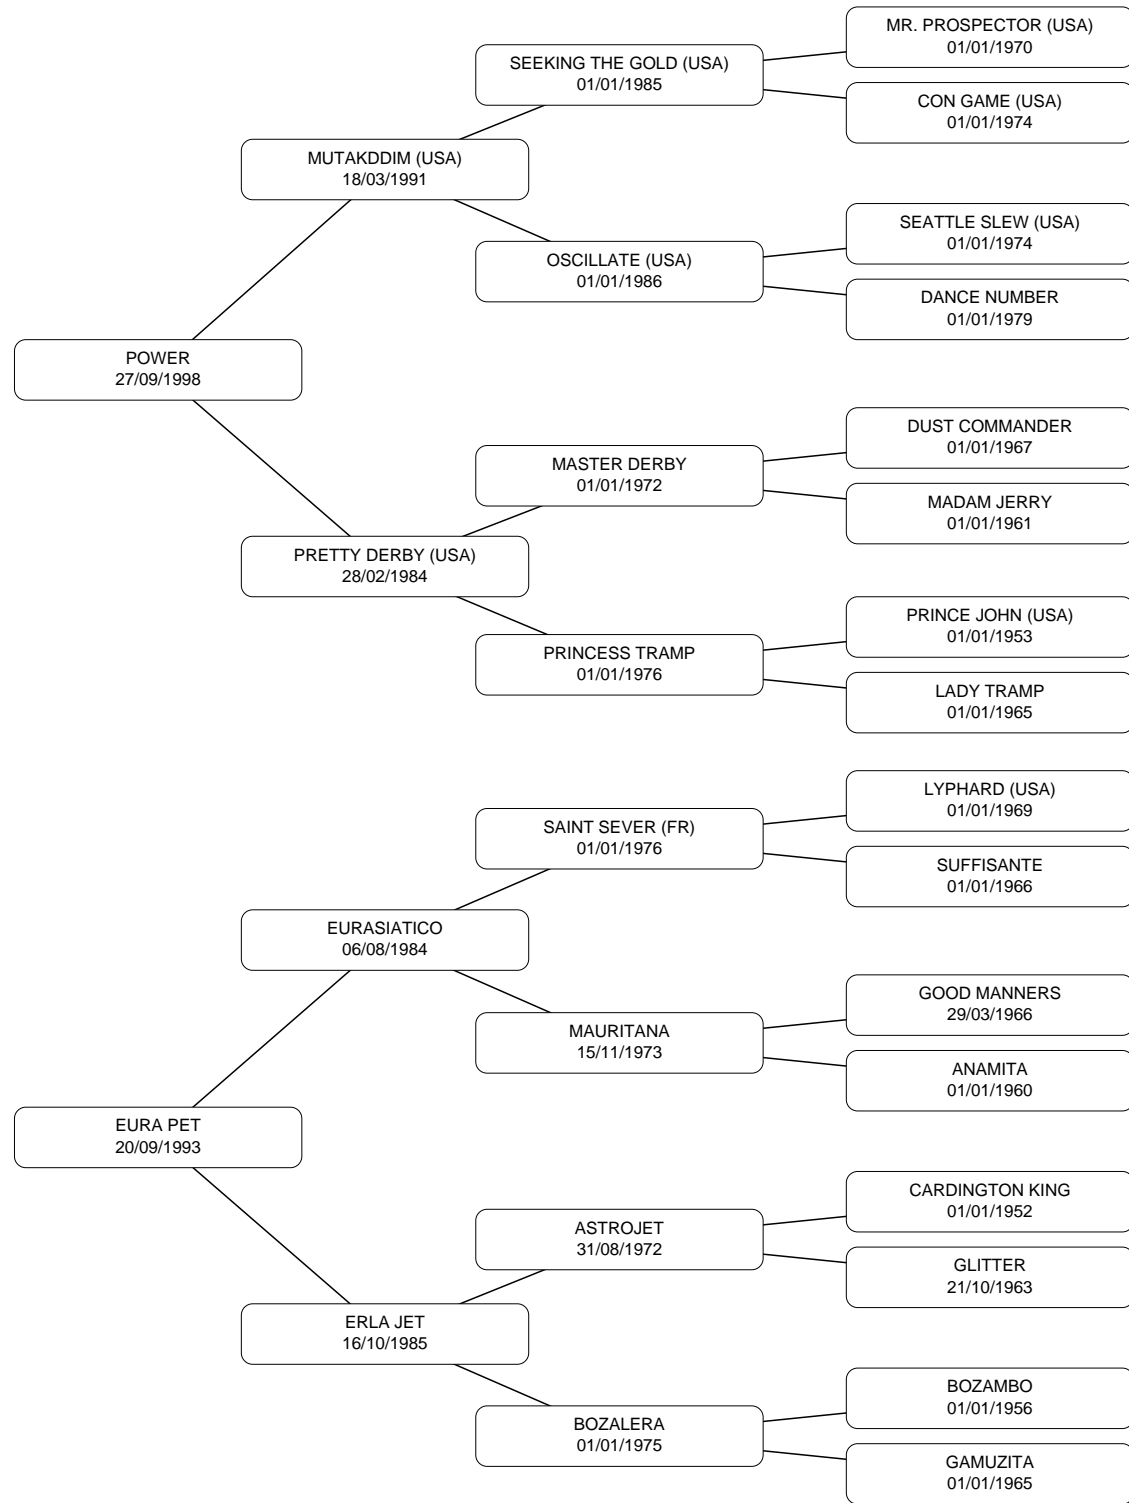 MR. PROSPECTOR (USA)
01/01/1970
SEEKING THE GOLD (USA)
01/01/1985
CON GAME (USA)
01/01/1974
MUTAKDDIM (USA)
18/03/1991
SEATTLE SLEW (USA)
01/01/1974
OSCILLATE (USA)
01/01/1986
DANCE NUMBER
01/01/1979
POWER
27/09/1998
DUST COMMANDER
01/01/1967
MASTER DERBY
01/01/1972
MADAM JERRY
01/01/1961
PRETTY DERBY (USA)
28/02/1984
PRINCE JOHN (USA)
01/01/1953
PRINCESS TRAMP
01/01/1976
LADY TRAMP
01/01/1965
LYPHARD (USA)
01/01/1969
SAINT SEVER (FR)
01/01/1976
SUFFISANTE
01/01/1966
EURASIATICO
06/08/1984
GOOD MANNERS
29/03/1966
MAURITANA
15/11/1973
ANAMITA
01/01/1960
EURA PET
20/09/1993
CARDINGTON KING
01/01/1952
ASTROJET
31/08/1972
GLITTER
21/10/1963
ERLA JET
16/10/1985
BOZAMBO
01/01/1956
BOZALERA
01/01/1975
GAMUZITA
01/01/1965